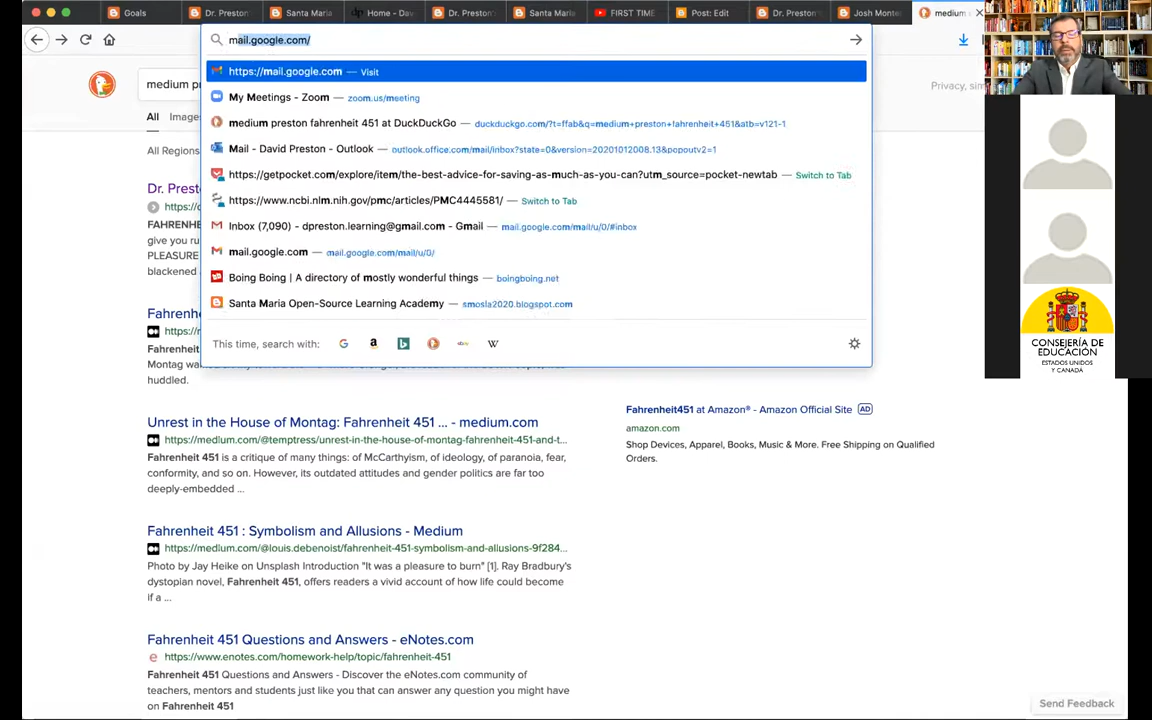 Goals
Dr. Preston
Santa Maria
Home - Dav
Dr. Preston'
Santa Maria
FIRST TIME
Post: Edit
Dr. Preston'
Josh Monte
medium
mail.google.com/
https://mail.google.com — Visit
My Meetings - Zoom — zoom.us/meeting
medium preston fahrenheit 451 at DuckDuckGo — duckduckgo.com/?t=ffab&q=medium+preston+fahrenheit+451&atb=v121-1
Mail - David Preston - Outlook — outlook.office.com/mail/inbox?state=0&version=20201012008.13&popoutv2=1
https://getpocket.com/explore/item/the-best-advice-for-saving-as-much-as-you-can?utm_source=pocket-newtab — Switch to Tab
https://www.ncbi.nlm.nih.gov/pmc/articles/PMC4445581/ — Switch to Tab
Inbox (7,090) - dpreston.learning@gmail.com - Gmail — mail.google.com/mail/u/0/#inbox
mail.google.com — mail.google.com/mail/u/0/
Boing Boing | A directory of mostly wonderful things — boingboing.net
Santa Maria Open-Source Learning Academy — smosla2020.blogspot.com
This time, search with:
medium pr
Privacy, sim
All Images
All Regions
Dr. Prest
https://
FAHRENHE
give you ru
PLEASURE
blackened
Fahrenhe
https://
Fahrenheit
Montag wa
huddled.
Unrest in the House of Montag: Fahrenheit 451 ... - medium.com
https://medium.com/@temptress/unrest-in-the-house-of-montag-fahrenheit-451-and-t...
Fahrenheit 451 is a critique of many things: of McCarthyism, of ideology, of paranoia, fear,
conformity, and so on. However, its outdated attitudes and gender politics are far too
deeply-embedded ...
Fahrenheit 451 : Symbolism and Allusions - Medium
https://medium.com/@louis.debenoist/fahrenheit-451-symbolism-and-allusions-9f284...
Photo by Jay Heike on Unsplash Introduction "It was a pleasure to burn" [1]. Ray Bradbury's
dystopian novel, Fahrenheit 451, offers readers a vivid account of how life could become
if a ...
Fahrenheit 451 Questions and Answers - eNotes.com
https://www.enotes.com/homework-help/topic/fahrenheit-451
Fahrenheit 451 Questions and Answers - Discover the eNotes.com community of
teachers, mentors and students just like you that can answer any question you might have
on Fahrenheit 451
Fahrenheit451 at Amazon® - Amazon Official Site AD
amazon.com
Shop Devices, Apparel, Books, Music & More. Free Shipping on Qualified
Orders.
CONSEJERÍA DE
EDUCACIÓN
ESTADOS UNIDOS
Y CANADÁ
Send Feedback